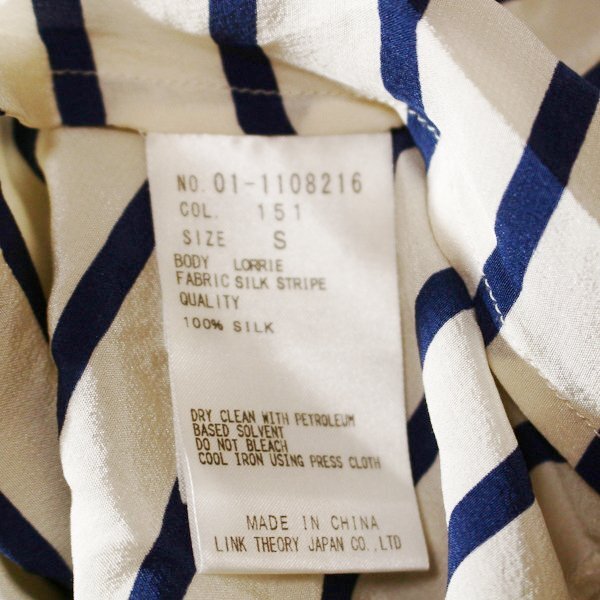 NO. 01-1108216
COL. 151
SIZE S
BODY LORRIE
FABRIC SILK STRIPE
QUALITY
100% SILK
DRY CLEAN WITH PETROLEUM
BASED SOLVENT
DO NOT BLEACH
COOL IRON USING PRESS CLOTH
MADE IN CHINA
LINK THEORY JAPAN CO.,LTD